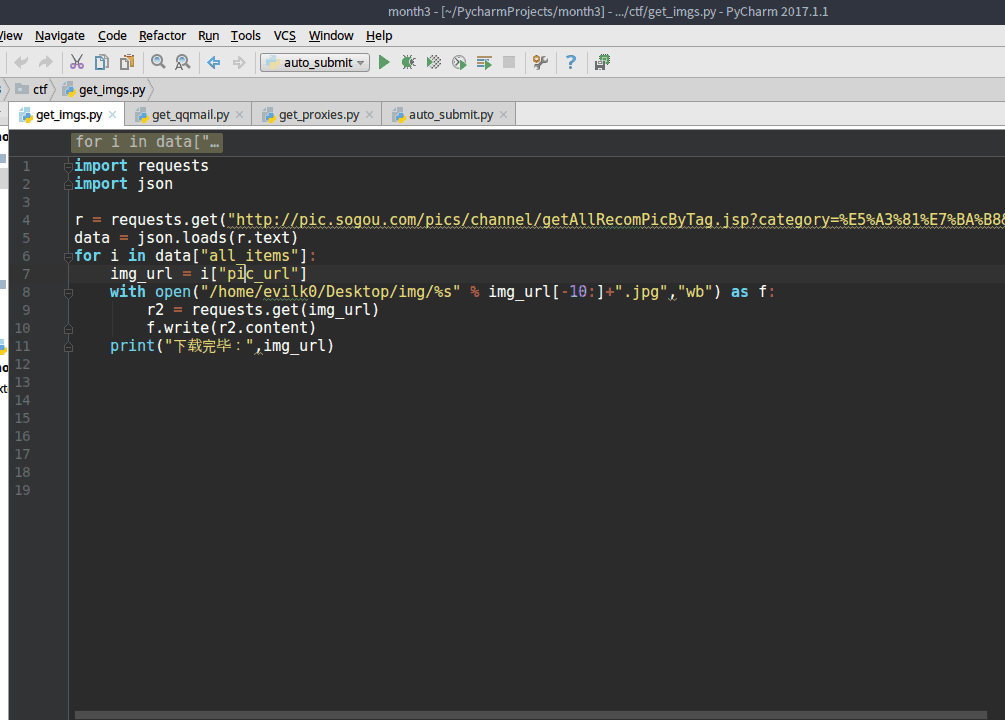 month3 - [~/PycharmProjects/month3] - .../ctf/get_imgs.py - PyCharm 2017.1.1
View Navigate Code Refactor Run Tools VCS Window Help
auto_submit
ctf get_imgs.py
get_imgs.py get_qqmail.py get_proxies.py auto_submit.py
for i in data["…
1 import requests
2 import json
3
4 r = requests.get("http://pic.sogou.com/pics/channel/getAllRecomPicByTag.jsp?category=%E5%A3%81%E7%BA%B8&
5 data = json.loads(r.text)
6 for i in data["all_items"]:
7 img_url = i["pic_url"]
8 with open("/home/evilk0/Desktop/img/%s" % img_url[-10:]+".jpg","wb") as f:
9 r2 = requests.get(img_url)
10 f.write(r2.content)
11 print("下载完毕：",img_url)
12
13
14
15
16
17
18
19